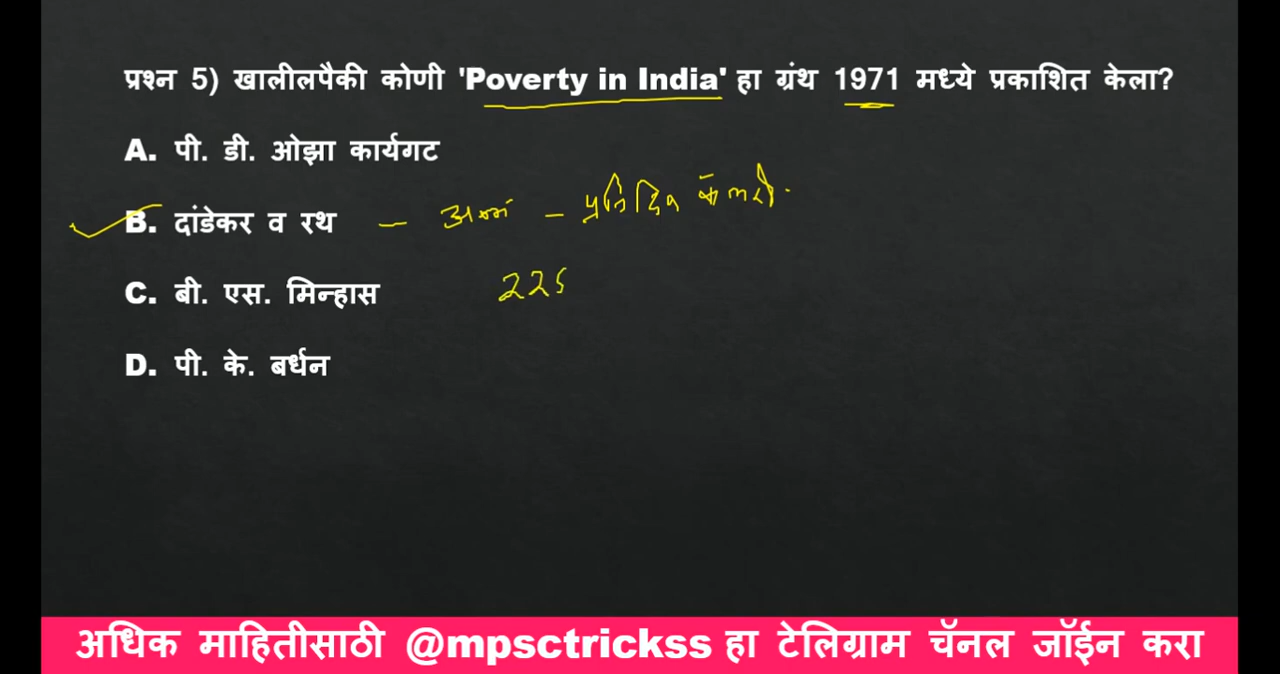 प्रश्न 5) खालीलपैकी कोणी 'Poverty in India' हा ग्रंथ 1971 मध्ये प्रकाशित केला?
A. पी. डी. ओझा कार्यगट
B. दांडेकर व रथ – – प्रतिदिन
C. बी. एस. मिन्हास 225
D. पी. के. बर्धन
अधिक माहितीसाठी @mpsctrickss हा टेलिग्राम चॅनल जॉईन करा